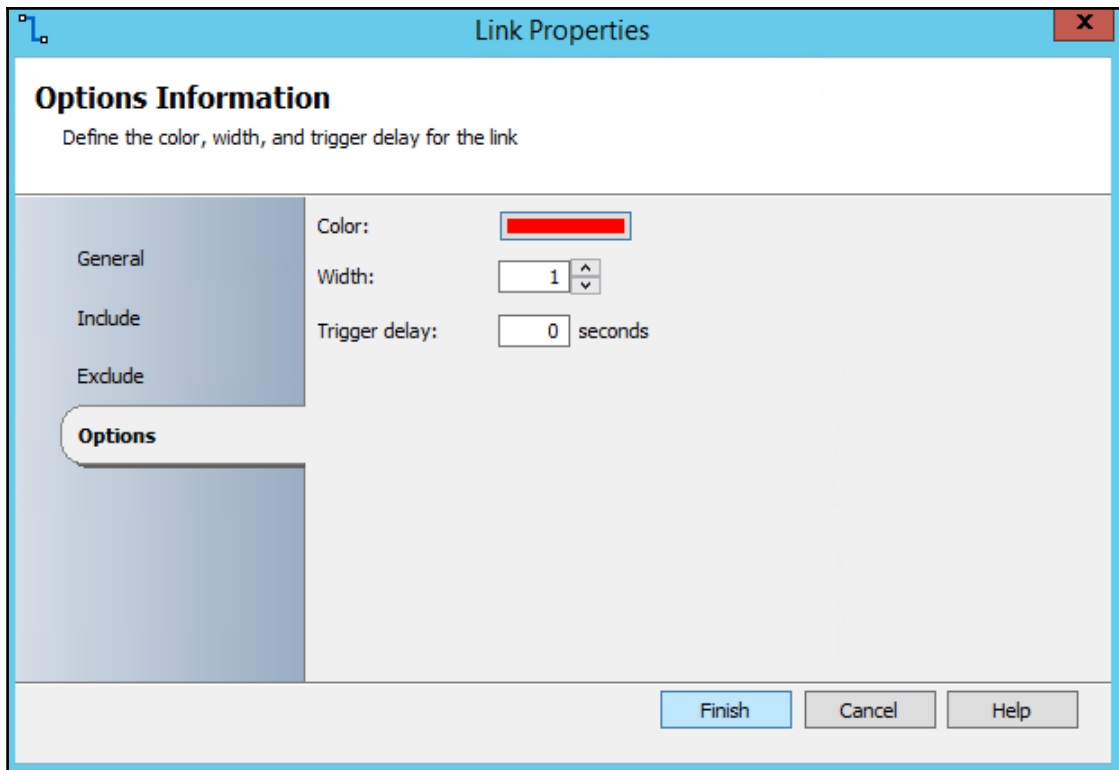 Link Properties
x
Options Information
Define the color, width, and trigger delay for the link
General
Include
Exclude
Options
Color:
Width: 1
Trigger delay: 0 seconds
Finish Cancel Help